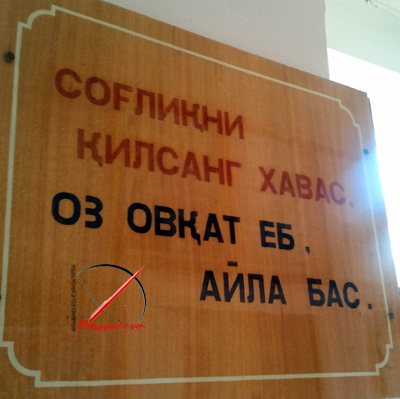 СОҒЛИҚНИ
ҚИЛСАНГ ХАВАС.
ОЗ ОВҚАТ ЕБ,
АЙЛА БАС.